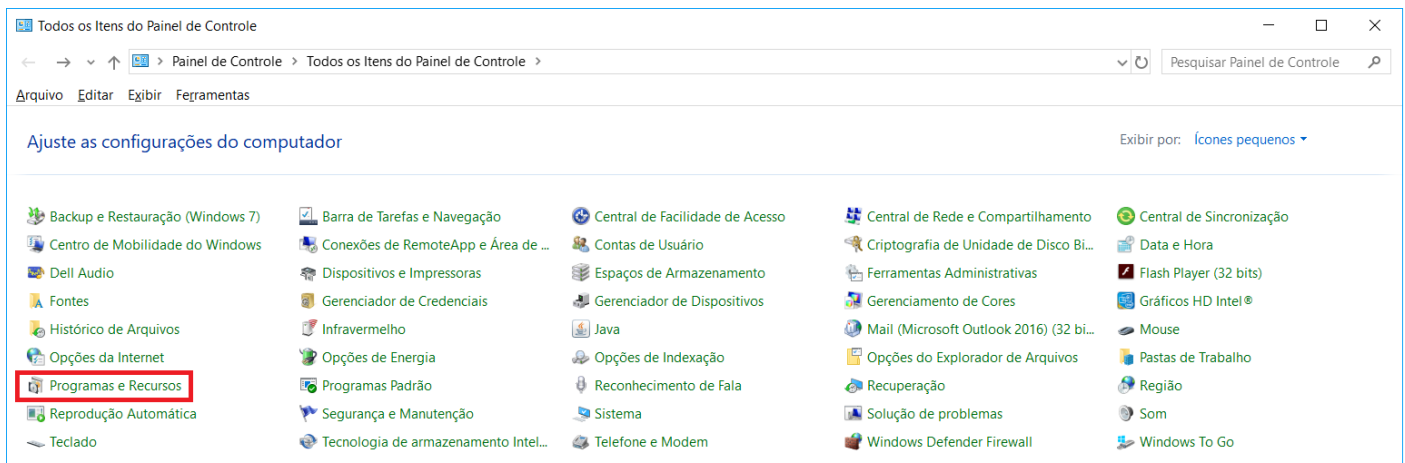 Todos os Itens do Painel de Controle
Painel de Controle > Todos os Itens do Painel de Controle >
Pesquisar Painel de Controle
Arquivo Editar Exibir Ferramentas
Ajuste as configurações do computador
Exibir por: Ícones pequenos
Backup e Restauração (Windows 7) Barra de Tarefas e Navegação Central de Facilidade de Acesso Central de Rede e Compartilhamento Central de Sincronização
Centro de Mobilidade do Windows Conexões de RemoteApp e Área de ... Contas de Usuário Criptografia de Unidade de Disco Bi... Data e Hora
Dell Audio Dispositivos e Impressoras Espaços de Armazenamento Ferramentas Administrativas Flash Player (32 bits)
Fontes Gerenciador de Credenciais Gerenciador de Dispositivos Gerenciamento de Cores Gráficos HD Intel®
Histórico de Arquivos Infravermelho Java Mail (Microsoft Outlook 2016) (32 bi... Mouse
Opções da Internet Opções de Energia Opções de Indexação Opções do Explorador de Arquivos Pastas de Trabalho
Programas e Recursos Programas Padrão Reconhecimento de Fala Recuperação Região
Reprodução Automática Segurança e Manutenção Sistema Solução de problemas Som
Teclado Tecnologia de armazenamento Intel... Telefone e Modem Windows Defender Firewall Windows To Go